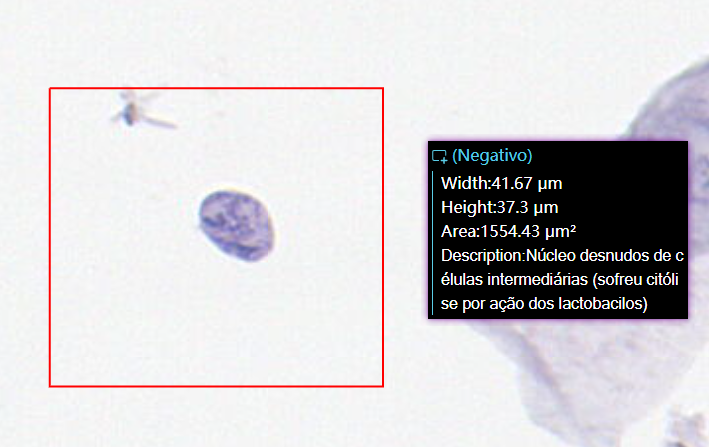 (Negativo)
Width:41.67 µm
Height:37.3 µm
Area:1554.43 µm²
Description:Núcleo desnudos de c
élulas intermediárias (sofreu citóli
se por ação dos lactobacilos)